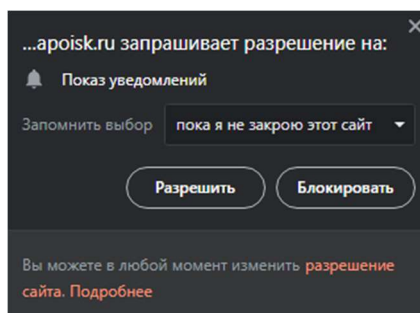 ...apoisk.ru запрашивает разрешение на:
Показ уведомлений
Запомнить выбор пока я не закрою этот сайт
Разрешить Блокировать
Вы можете в любой момент изменить разрешение
сайта. Подробнее